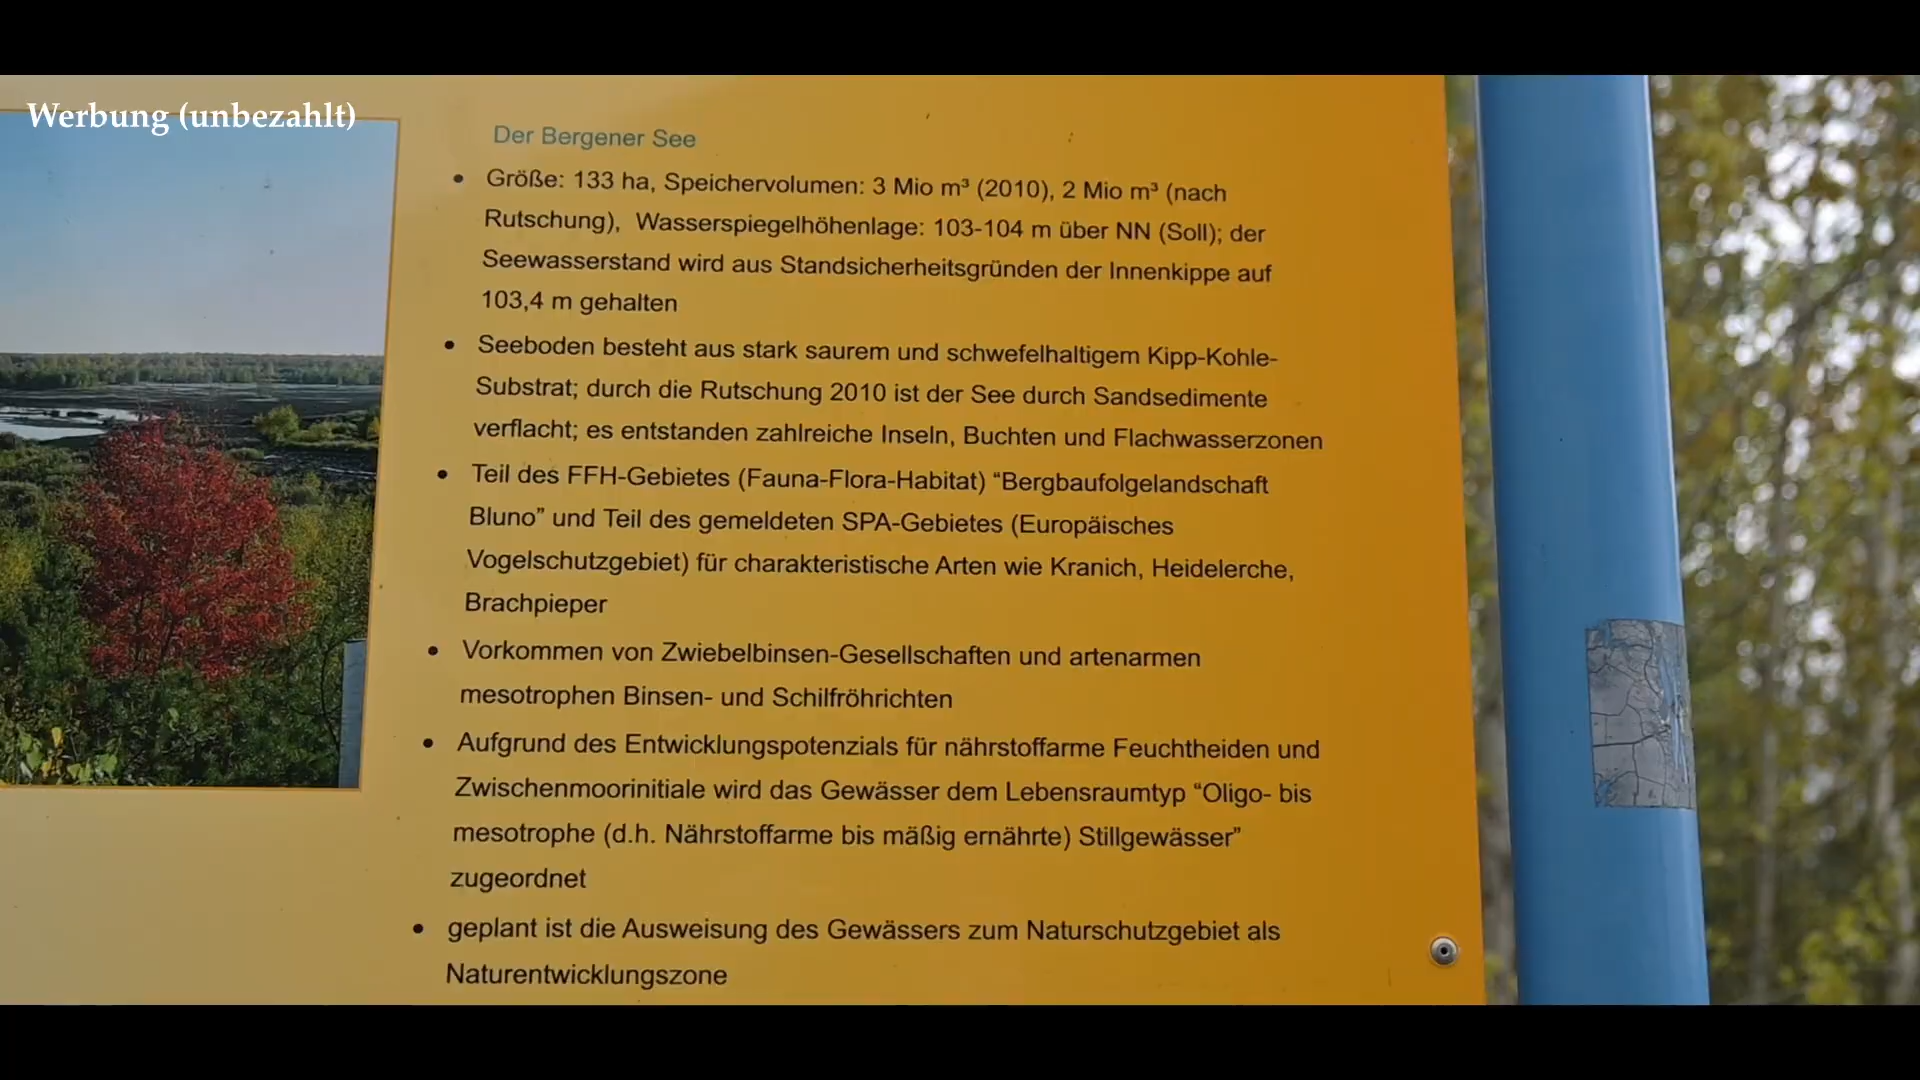 Werbung (unbezahlt)
Der Bergener See
• Größe: 133 ha, Speichervolumen: 3 Mio m³ (2010), 2 Mio m³ (nach
Rutschung), Wasserspiegelhöhenlage: 103-104 m über NN (Soll); der
Seewasserstand wird aus Standsicherheitsgründen der Innenkippe auf
103,4 m gehalten
• Seeboden besteht aus stark saurem und schwefelhaltigem Kipp-Kohle-
Substrat; durch die Rutschung 2010 ist der See durch Sandsedimente
verflacht; es entstanden zahlreiche Inseln, Buchten und Flachwasserzonen
• Teil des FFH-Gebietes (Fauna-Flora-Habitat) “Bergbaufolgelandschaft
Bluno” und Teil des gemeldeten SPA-Gebietes (Europäisches
Vogelschutzgebiet) für charakteristische Arten wie Kranich, Heidelerche,
Brachpieper
• Vorkommen von Zwiebelbinsen-Gesellschaften und artenarmen
mesotrophen Binsen- und Schilfröhrichten
• Aufgrund des Entwicklungspotenzials für nährstoffarme Feuchtheiden und
Zwischenmoorinitiale wird das Gewässer dem Lebensraumtyp “Oligo- bis
mesotrophe (d.h. Nährstoffarme bis mäßig ernährte) Stillgewässer”
zugeordnet
• geplant ist die Ausweisung des Gewässers zum Naturschutzgebiet als
Naturentwicklungszone